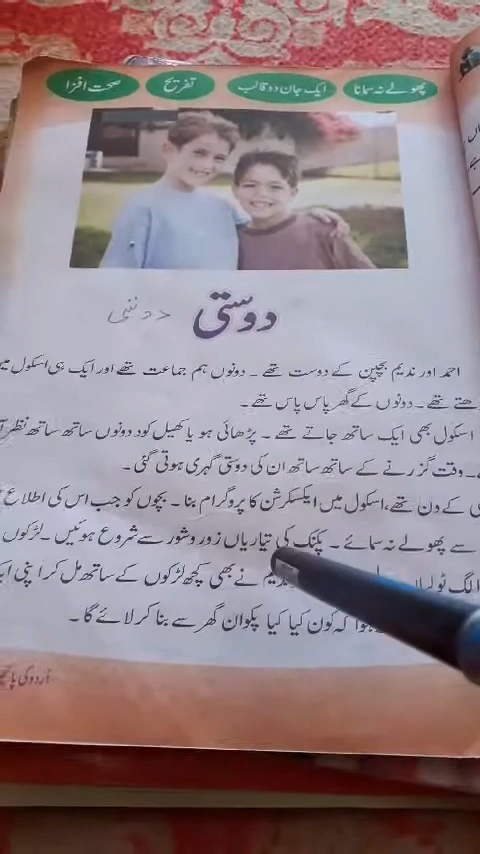 پھولے نہ سمانا
ایک جان دو قالب
تفریح
صحت افزا
دوستی
دوستی
احمد اور ندیم بچپن کے دوست تھے ۔ دونوں ہم جماعت تھے اور ایک ہی اسکول میں
تھے ۔ دونوں کے گھر پاس پاس تھے ۔
اسکول بھی ایک ساتھ جاتے تھے ۔ پڑھائی ہو یا کھیل کود دونوں ساتھ ساتھ نظر
۔ وقت گزرنے کے ساتھ ساتھ ان کی دوستی گہری ہوتی گئی ۔
کے دن تھے، اسکول میں ایکسکرشن کا پروگرام بنا ۔ بچوں کو جب اس کی اطلاع
سے پھولے نہ سمائے ۔ پکنک کی تیاریاں زور و شور سے شروع ہوئیں ۔ لڑکوں
الگ نے بھی کچھ لڑکوں کے ساتھ مل کر اپنی
ہوا کہ کون کیا کیا پکوان گھر سے بنا کر لائے گا ۔
اُردو کی